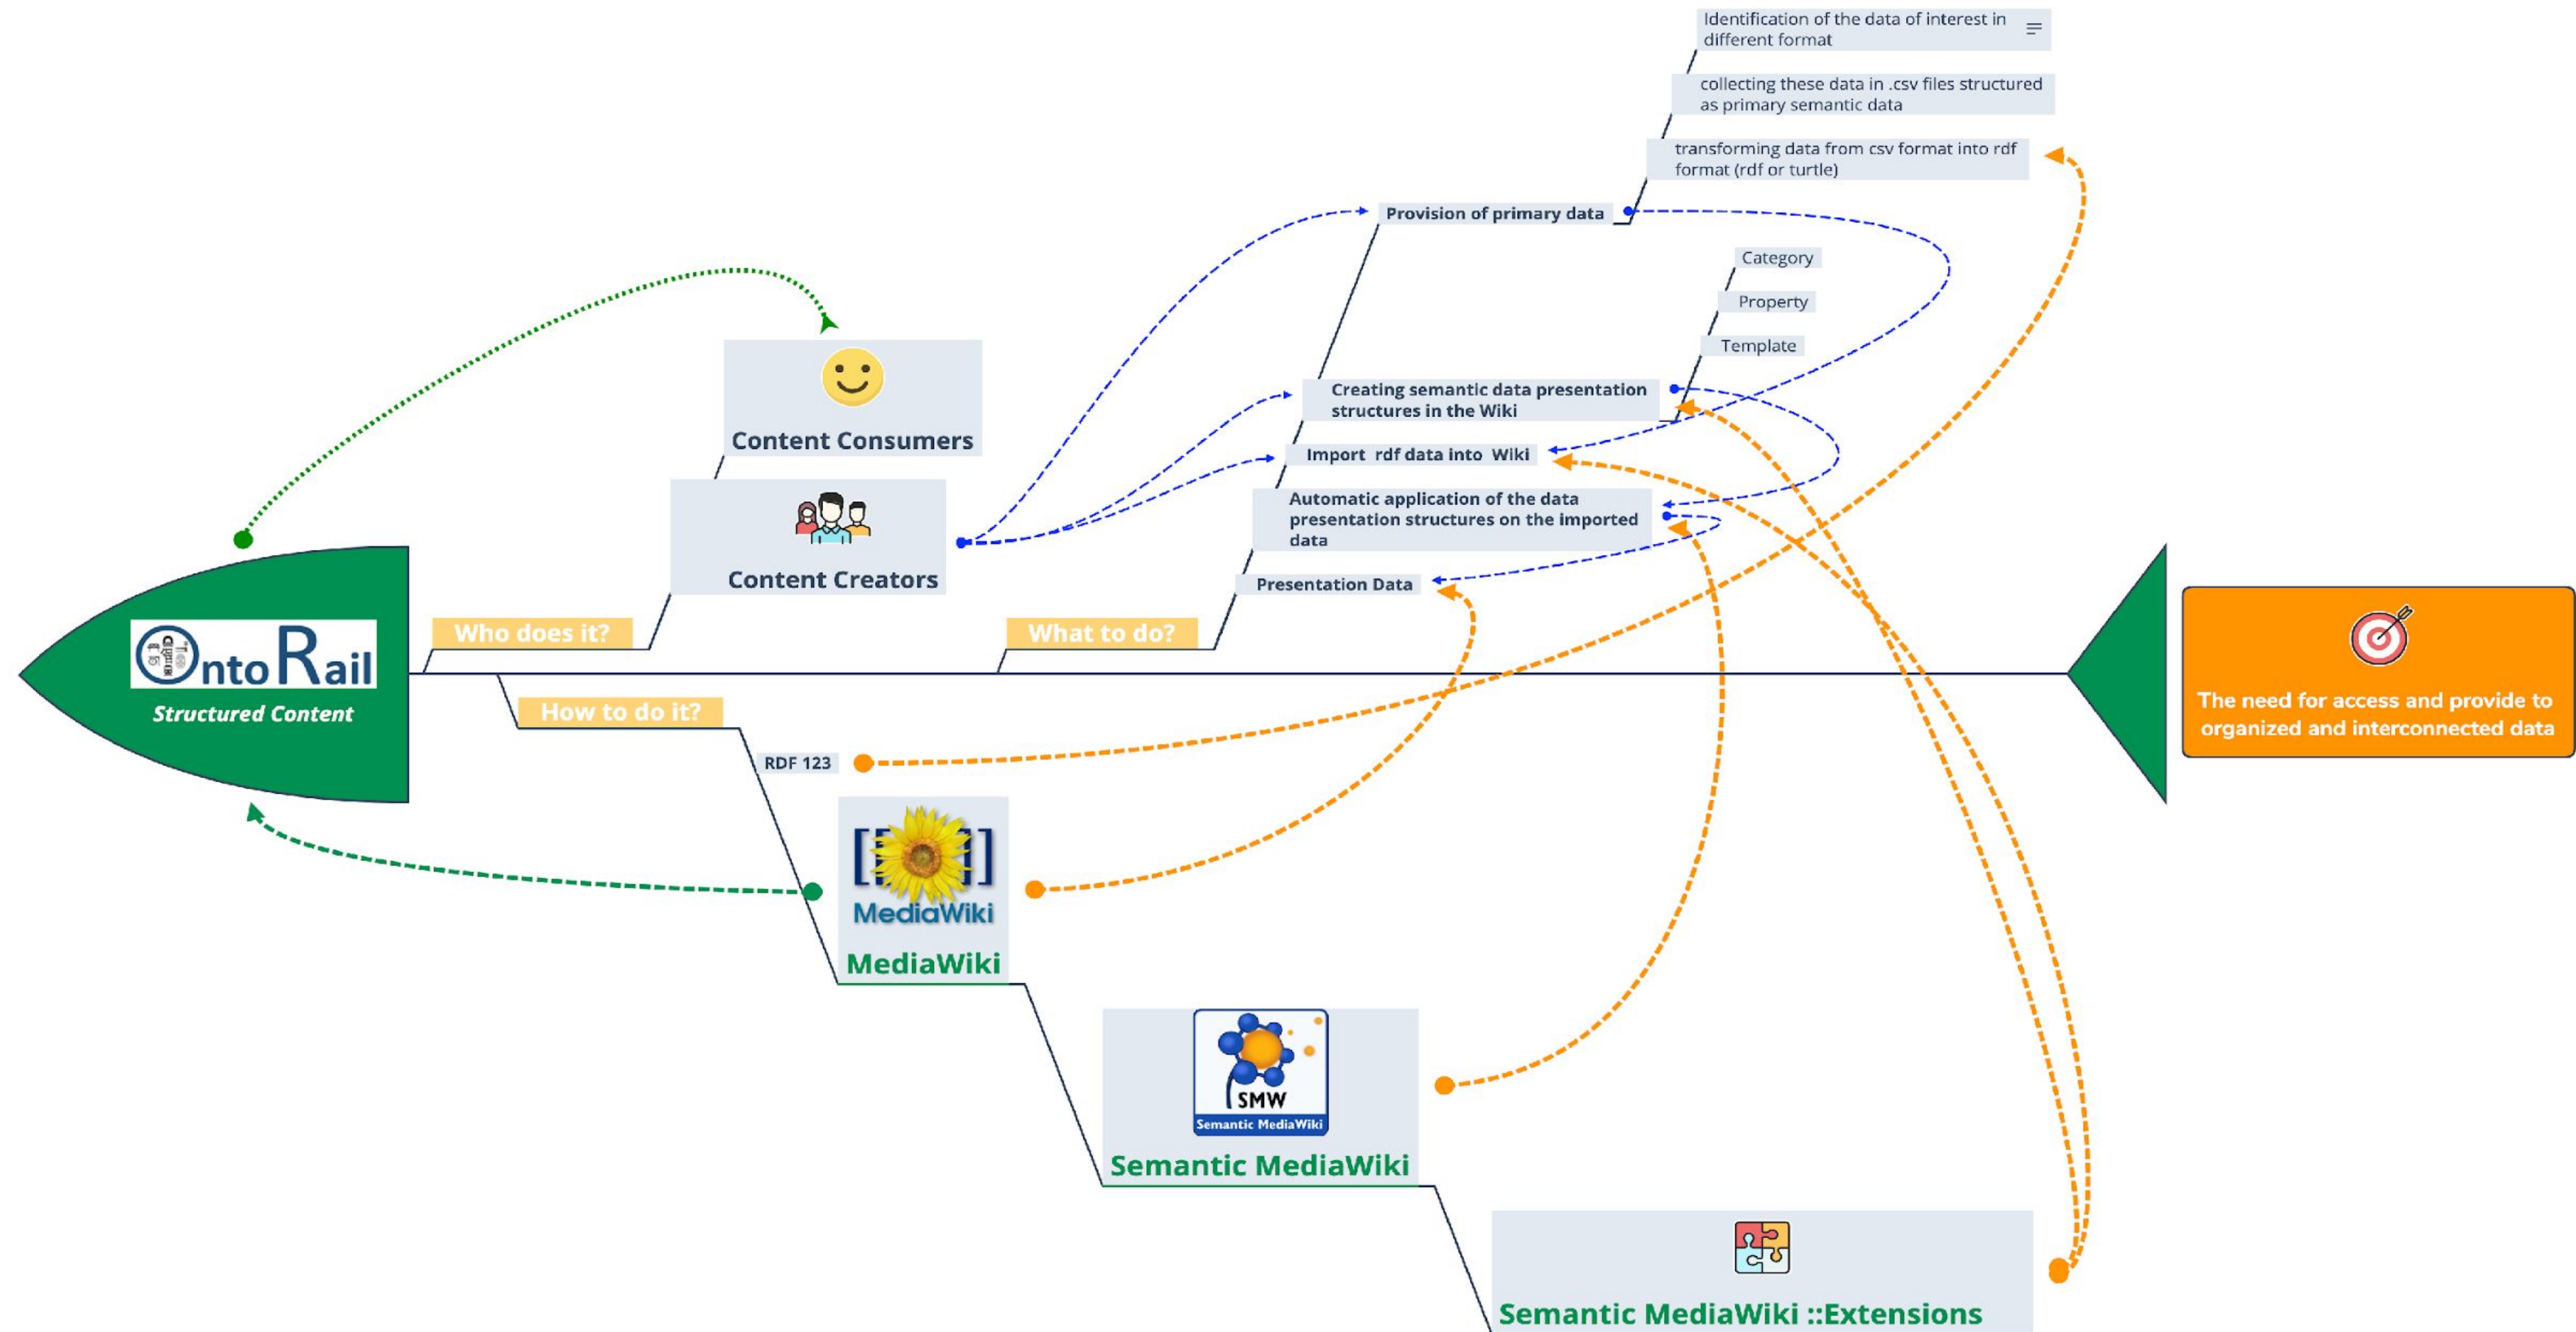 Identification of the data of interest in
different format
collecting these data in .csv files structured
as primary semantic data
transforming data from csv format into rdf
format (rdf or turtle)
Provision of primary data
Category
Property
Template
Creating semantic data presentation
structures in the Wiki
Import rdf data into Wiki
Automatic application of the data
presentation structures on the imported
data
Presentation Data
Content Consumers
Content Creators
Who does it?
What to do?
OntoRail
Structured Content
The need for access and provide to
organized and interconnected data
How to do it?
RDF 123
[[ ]]
MediaWiki
MediaWiki
SMW
Semantic MediaWiki
Semantic MediaWiki
Semantic MediaWiki ::Extensions